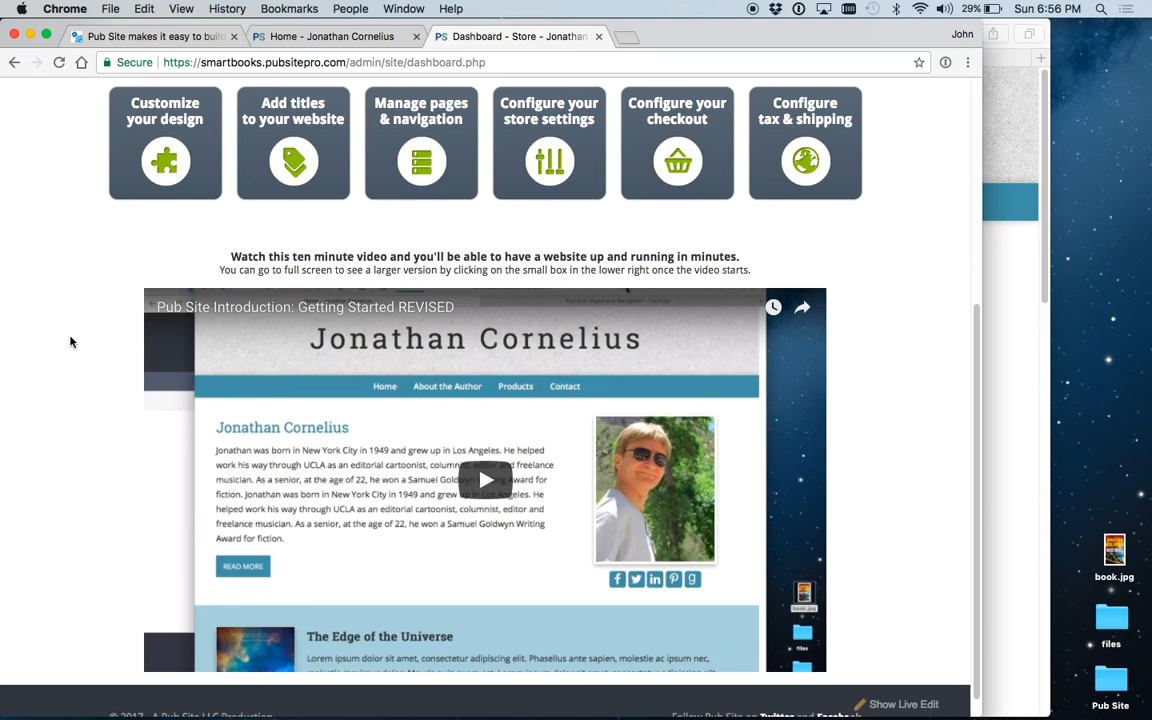 Chrome File Edit View History Bookmarks People Window Help 29% Sun 6:56 PM
Pub Site makes it easy to build
PS Home - Jonathan Cornelius
PS Dashboard - Store - Jonathan
John
Secure https://smartbooks.pubsitepro.com/admin/site/dashboard.php
Customize
your design
Add titles
to your website
Manage pages
& navigation
Configure your
store settings
Configure your
checkout
Configure
tax & shipping
Watch this ten minute video and you'll be able to have a website up and running in minutes.
You can go to full screen to see a larger version by clicking on the small box in the lower right once the video starts.
Pub Site Introduction: Getting Started REVISED
Jonathan Cornelius
Home About the Author Products Contact
Jonathan Cornelius
Jonathan was born in New York City in 1949 and grew up in Los Angeles. He helped
work his way through UCLA as an editorial cartoonist, columnist, editor and freelance
musician. As a senior, at the age of 22, he won a Samuel Goldwyn Writing Award for
fiction. Jonathan was born in New York City in 1949 and grew up in Los Angeles. He
helped work his way through UCLA as an editorial cartoonist, columnist, editor and
freelance musician. As a senior, at the age of 22, he won a Samuel Goldwyn Writing
Award for fiction.
READ MORE
f in g
book.jpg
files
The Edge of the Universe
Lorem ipsum dolor sit amet, consectetur adipiscing elit. Phasellus ante sapien, molestie ac ipsum nec,
Show Live Edit
© 2017 A Pub Site LLC Production
Follow Pub Site on Twitter and Facebook
book.jpg
files
Pub Site